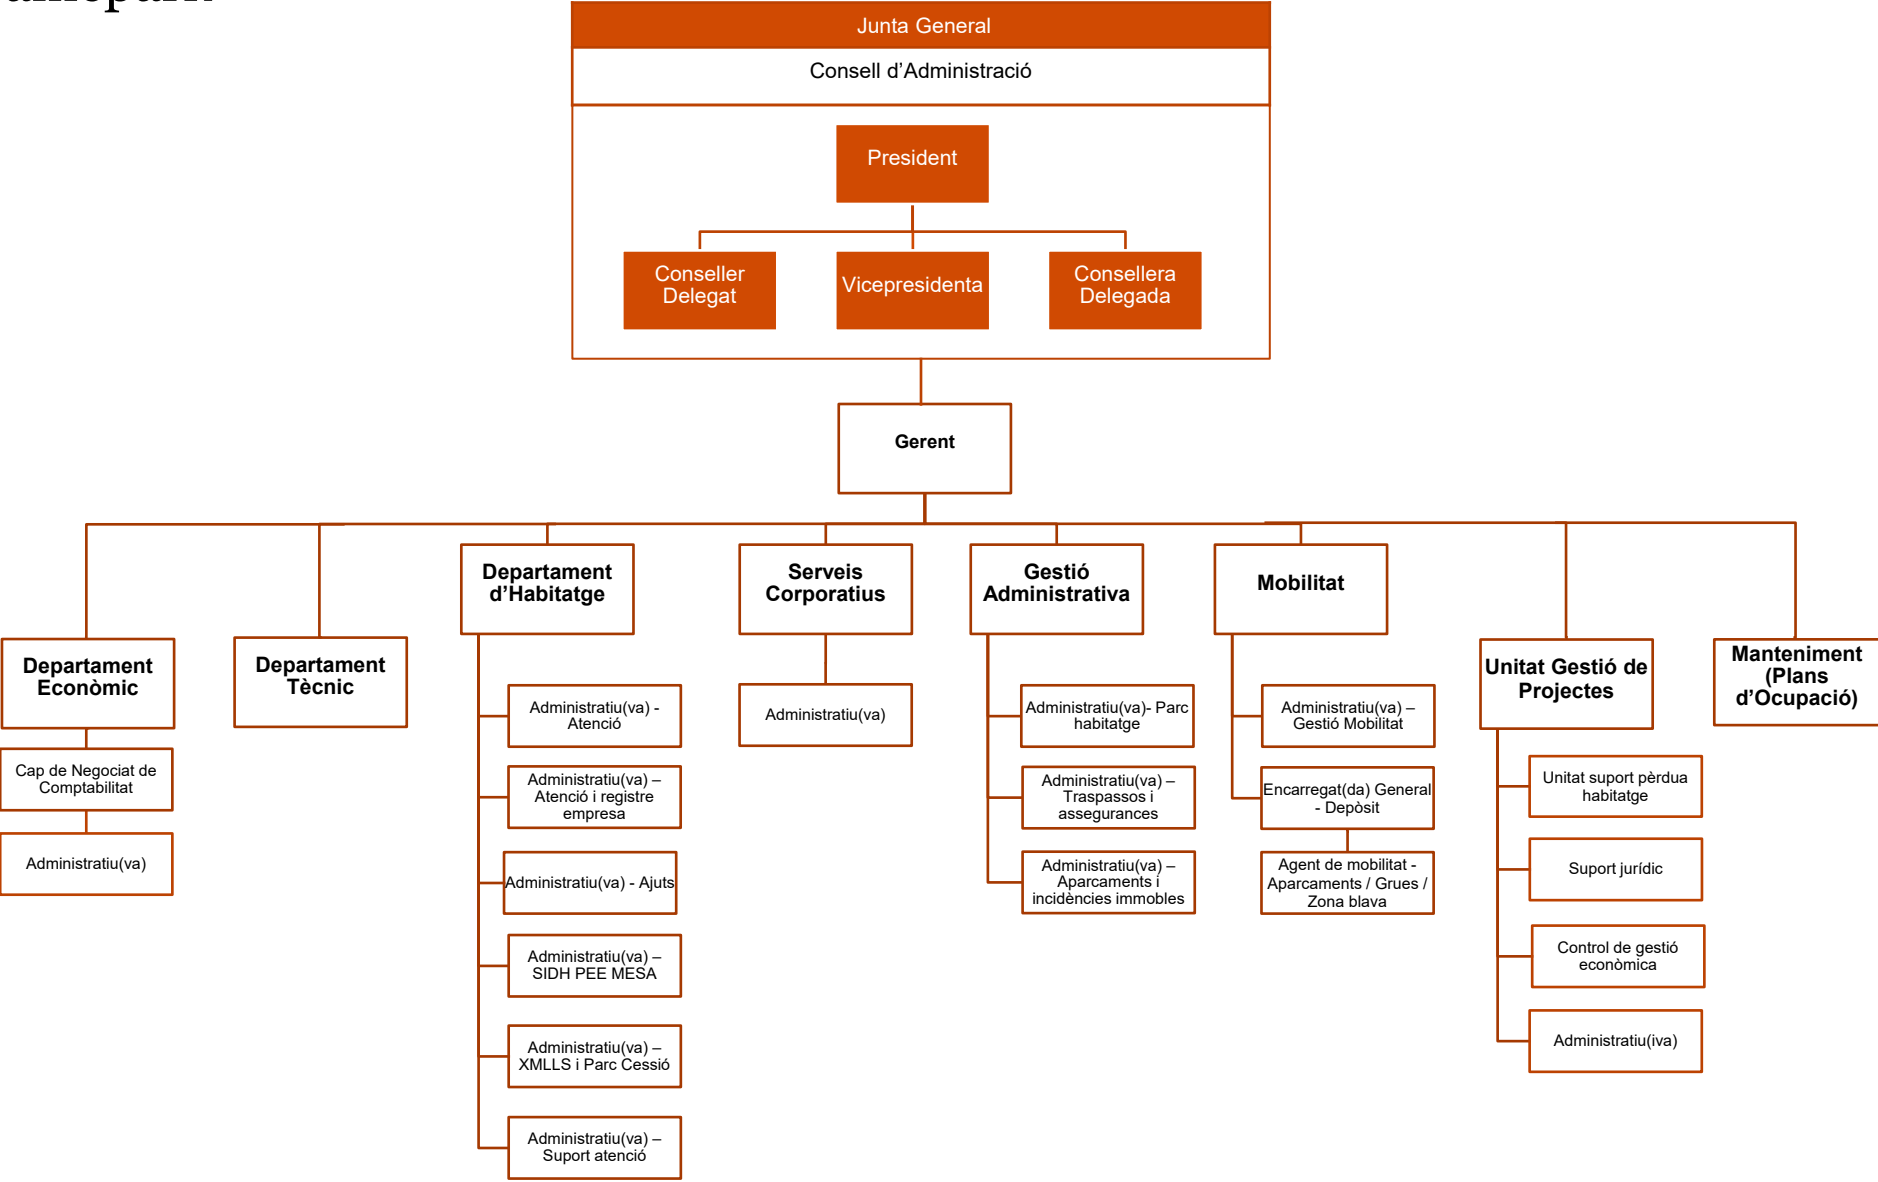 Junta General
Consell d’Administració
President
Conseller
Delegat
Vicepresidenta
Consellera
Delegada
Gerent
Departament
Econòmic
Cap de Negociat de
Comptabilitat
Administratiu(va)
Departament
Tècnic
Departament
d’Habitatge
Administratiu(va) -
Atenció
Administratiu(va) –
Atenció i registre
empresa
Administratiu(va) - Ajuts
Administratiu(va) –
SIDH PEE MESA
Administratiu(va) –
XMLLS i Parc Cessió
Administratiu(va) –
Suport atenció
Serveis
Corporatius
Administratiu(va)
Gestió
Administrativa
Administratiu(va)- Parc
habitatge
Administratiu(va) –
Traspassos i
assegurances
Administratiu(va) –
Aparcaments i
incidències immobles
Mobilitat
Administratiu(va) –
Gestió Mobilitat
Encarregat(da) General
- Depòsit
Agent de mobilitat -
Aparcaments / Grues /
Zona blava
Unitat Gestió de
Projectes
Unitat suport pèrdua
habitatge
Suport jurídic
Control de gestió
econòmica
Administratiu(iva)
Manteniment
(Plans
d’Ocupació)